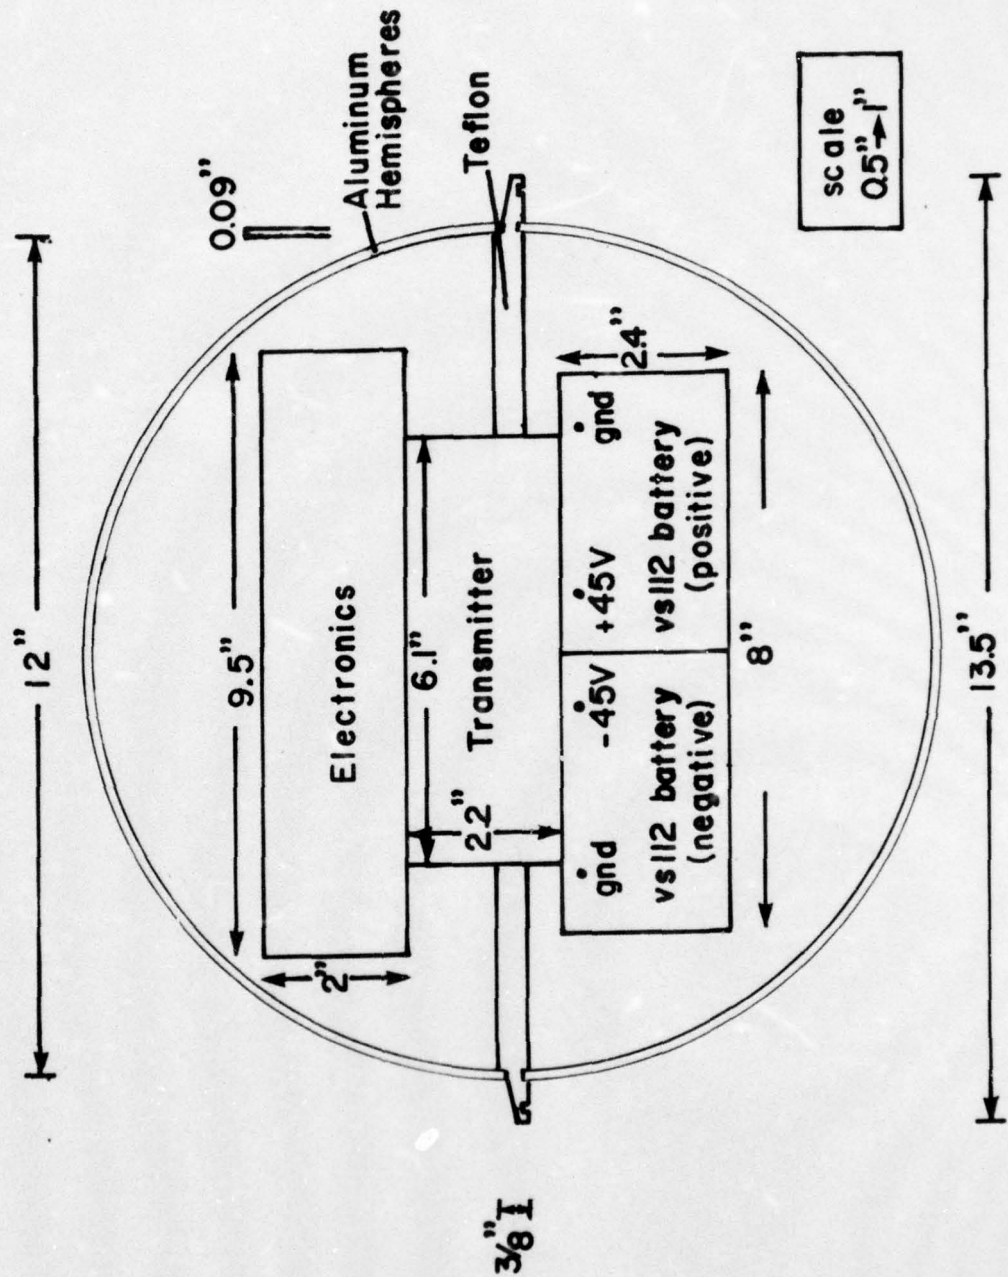 12"
0.09"
Aluminum
Hemispheres
9.5"
Electronics
2"
6.1"
Teflon
Transmitter
2.2"
3/8"
gnd
-45V
+45V
gnd
2.4"
vs112 battery
(negative)
vs112 battery
(positive)
8"
scale
0.5"→1"
13.5"